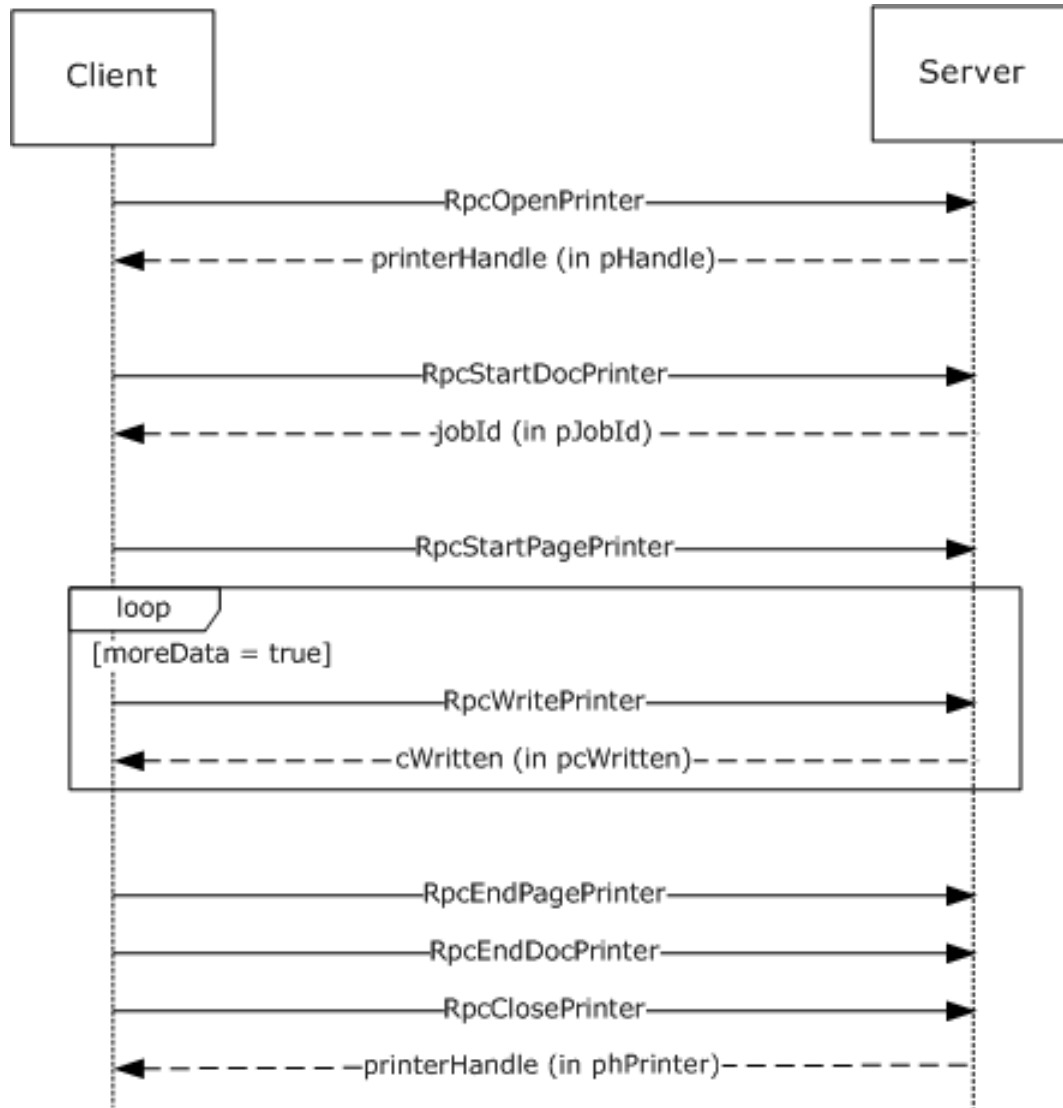 Client
Server
RpcOpenPrinter
printerHandle (in pHandle)
RpcStartDocPrinter
jobId (in pJobId)
RpcStartPagePrinter
loop
[moreData = true]
RpcWritePrinter
cWritten (in pcWritten)
RpcEndPagePrinter
RpcEndDocPrinter
RpcClosePrinter
printerHandle (in phPrinter)